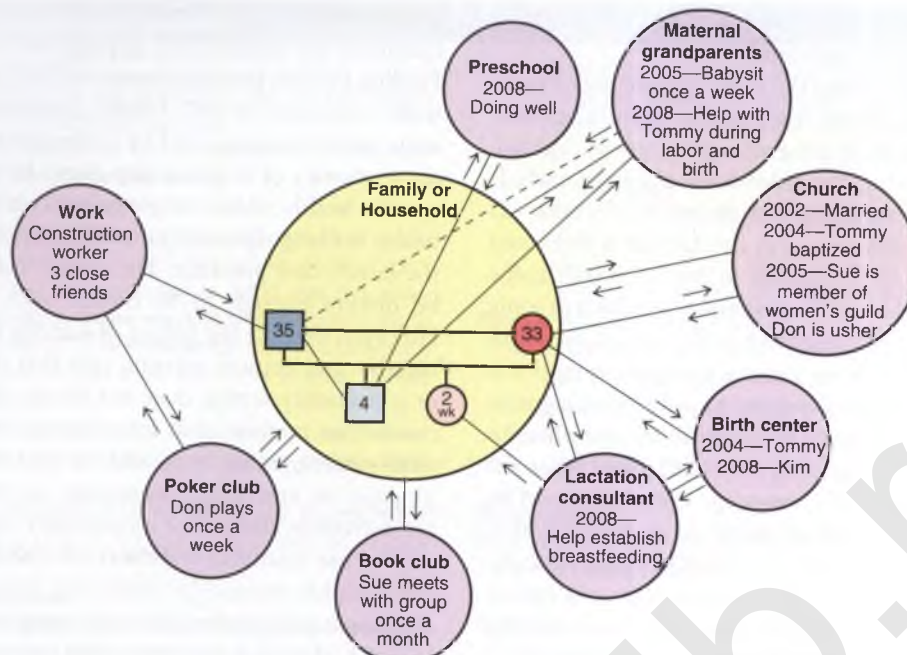 Preschool
2008—
Doing well
Maternal
grandparents
2005—Babysit
once a week
2008—Help with
Tommy during
labor and
birth
Family or
Household
Work
Construction
worker
3 close
friends
Church
2002—Married
2004—Tommy
baptized
2005—Sue is
member of
women's guild
Don is usher
35
33
4
2
wk
Birth center
2004—Tommy
2008—Kim
Poker club
Don plays
once a
week
Lactation
consultant
2008—
Help establish
breastfeeding
Book club
Sue meets
with group
once a
month